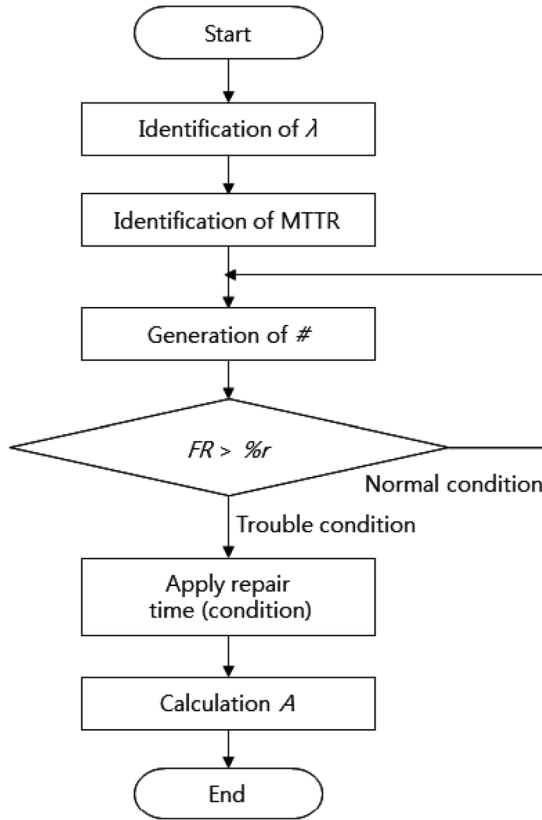 Start
Identification of λ
Identification of MTTR
Generation of #
FR > %r
Normal condition
Trouble condition
Apply repair
time (condition)
Calculation A
End